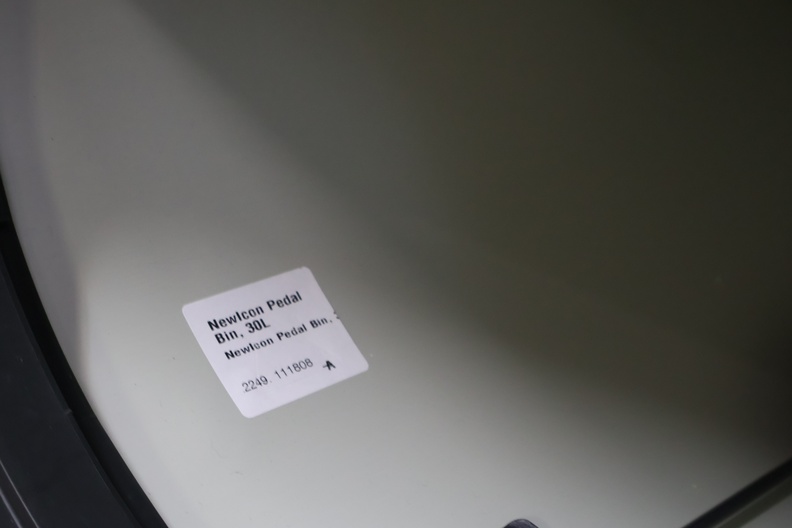 NewIcon Pedal
Bin, 30L
NewIcon Pedal Bin,
2249. 111808 A